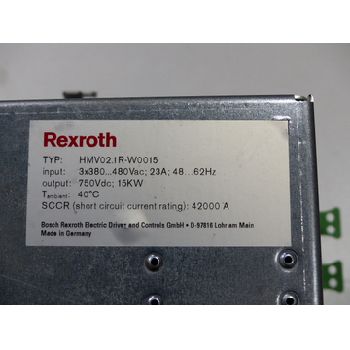 Rexroth
TYP: HMV02.1R-W0015
input: 3x380...480Vac; 23A; 48...62Hz
output: 750Vdc; 15KW
Tambient: 40°C
SCCR (short circuit current rating): 42000 A
Bosch Rexroth Electric Drives and Controls GmbH • D-97816 Lohr am Main
Made in Germany